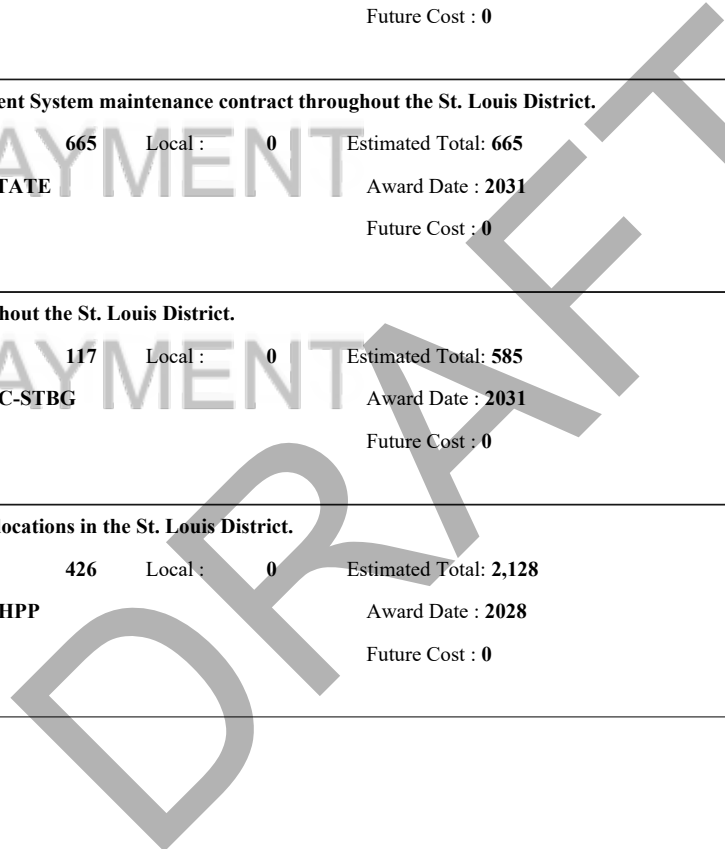 Future Cost : 0
ent System maintenance contract throughout the St. Louis District.
AYMENT
665 Local : 0 Estimated Total: 665
TATE Award Date : 2031
Future Cost : 0
hout the St. Louis District.
AYMENT
117 Local : 0 Estimated Total: 585
C-STBG Award Date : 2031
Future Cost : 0
locations in the St. Louis District.
426 Local : 0 Estimated Total: 2,128
HPP Award Date : 2028
Future Cost : 0
DRAFT